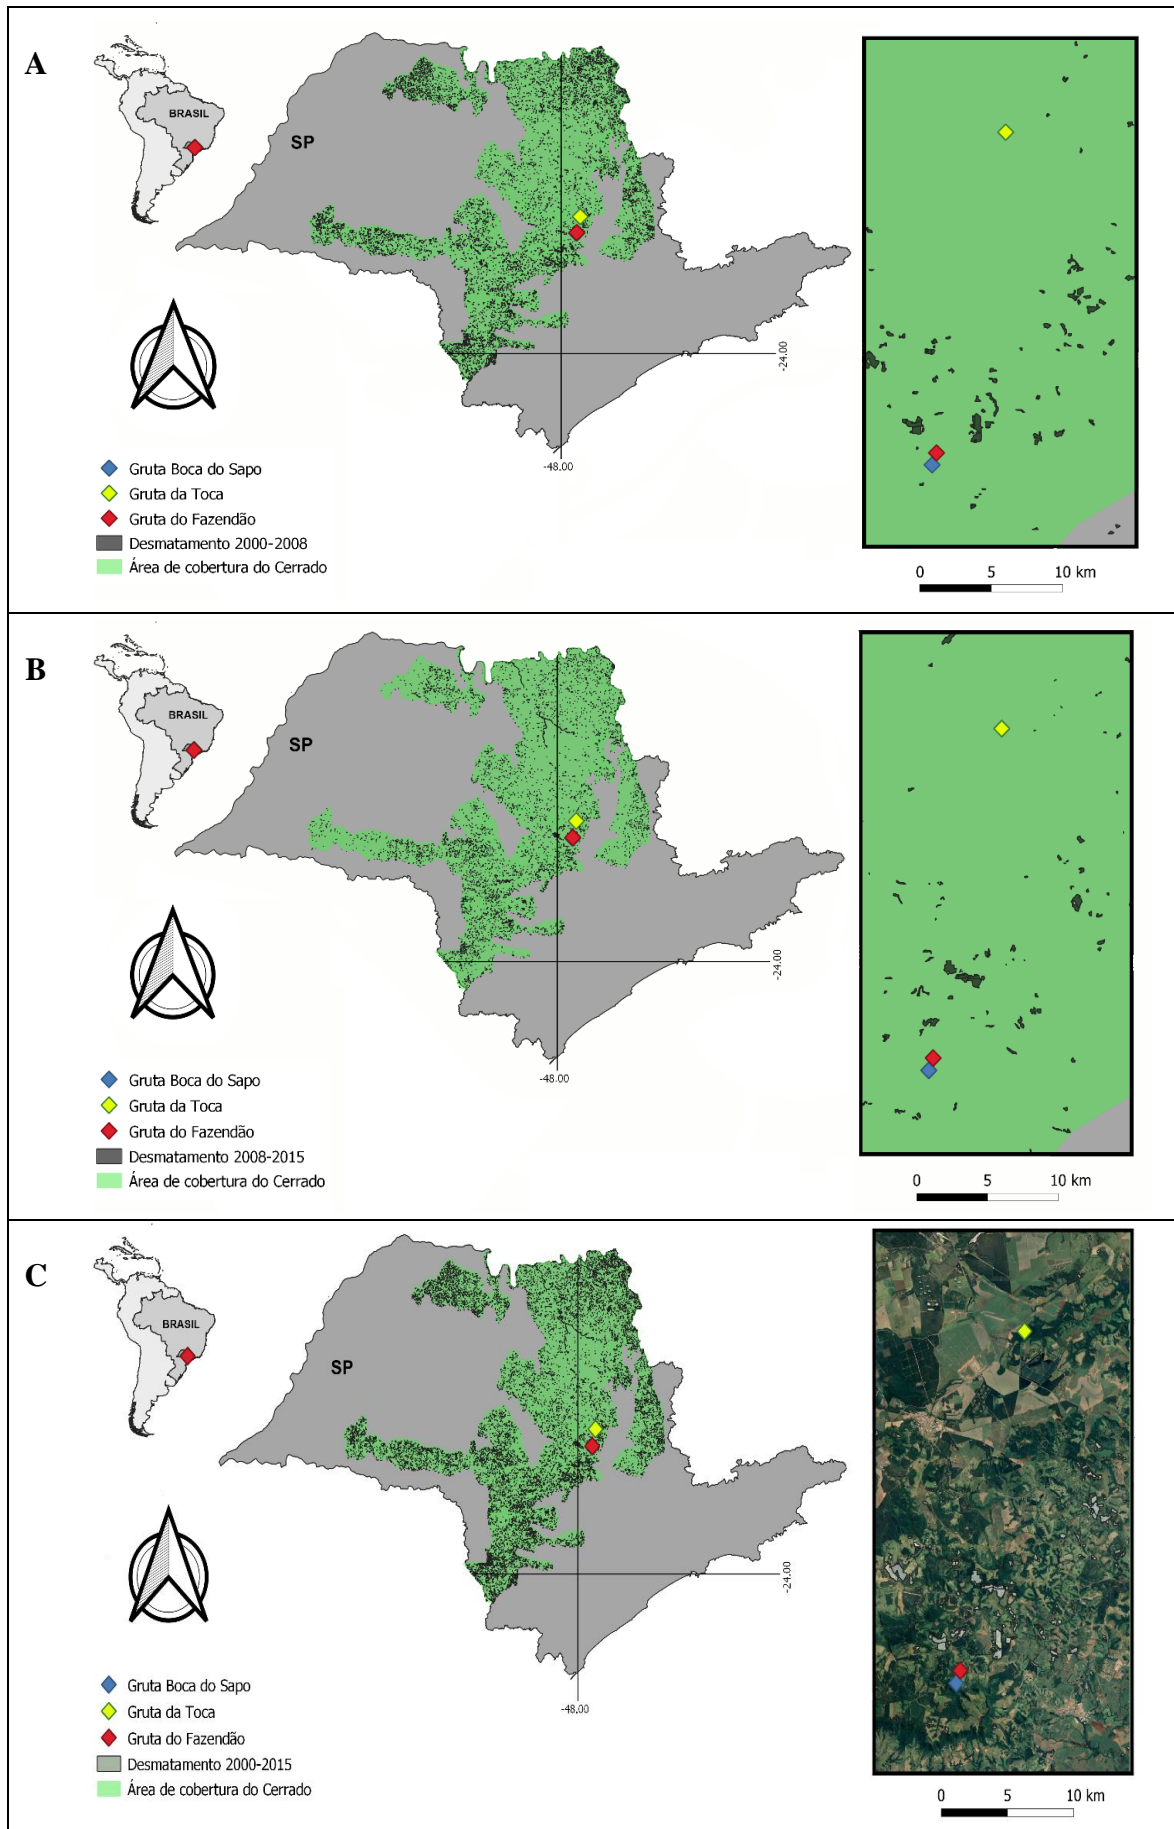 A
BRASIL
SP
-24.00
-48.00
Gruta Boca do Sapo
Gruta da Toca
Gruta do Fazendão
Desmatamento 2000-2008
Área de cobertura do Cerrado
0 5 10 km
B
BRASIL
SP
-24.00
-48.00
Gruta Boca do Sapo
Gruta da Toca
Gruta do Fazendão
Desmatamento 2008-2015
Área de cobertura do Cerrado
0 5 10 km
C
BRASIL
SP
-24.00
-48.00
Gruta Boca do Sapo
Gruta da Toca
Gruta do Fazendão
Desmatamento 2000-2015
Área de cobertura do Cerrado
0 5 10 km